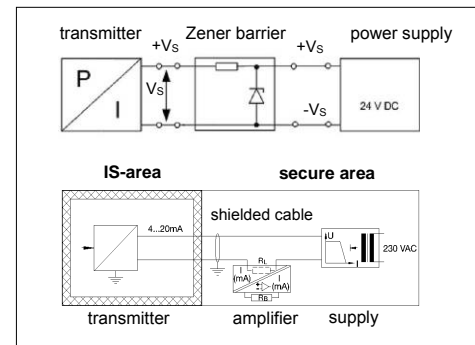 transmitter Zener barrier power supply
+VS +VS
P
I
VS
24 V DC
-VS
IS-area secure area
shielded cable
4...20mA
U
I
230 VAC
RL
I (mA)
I (mA)
RB
transmitter amplifier supply